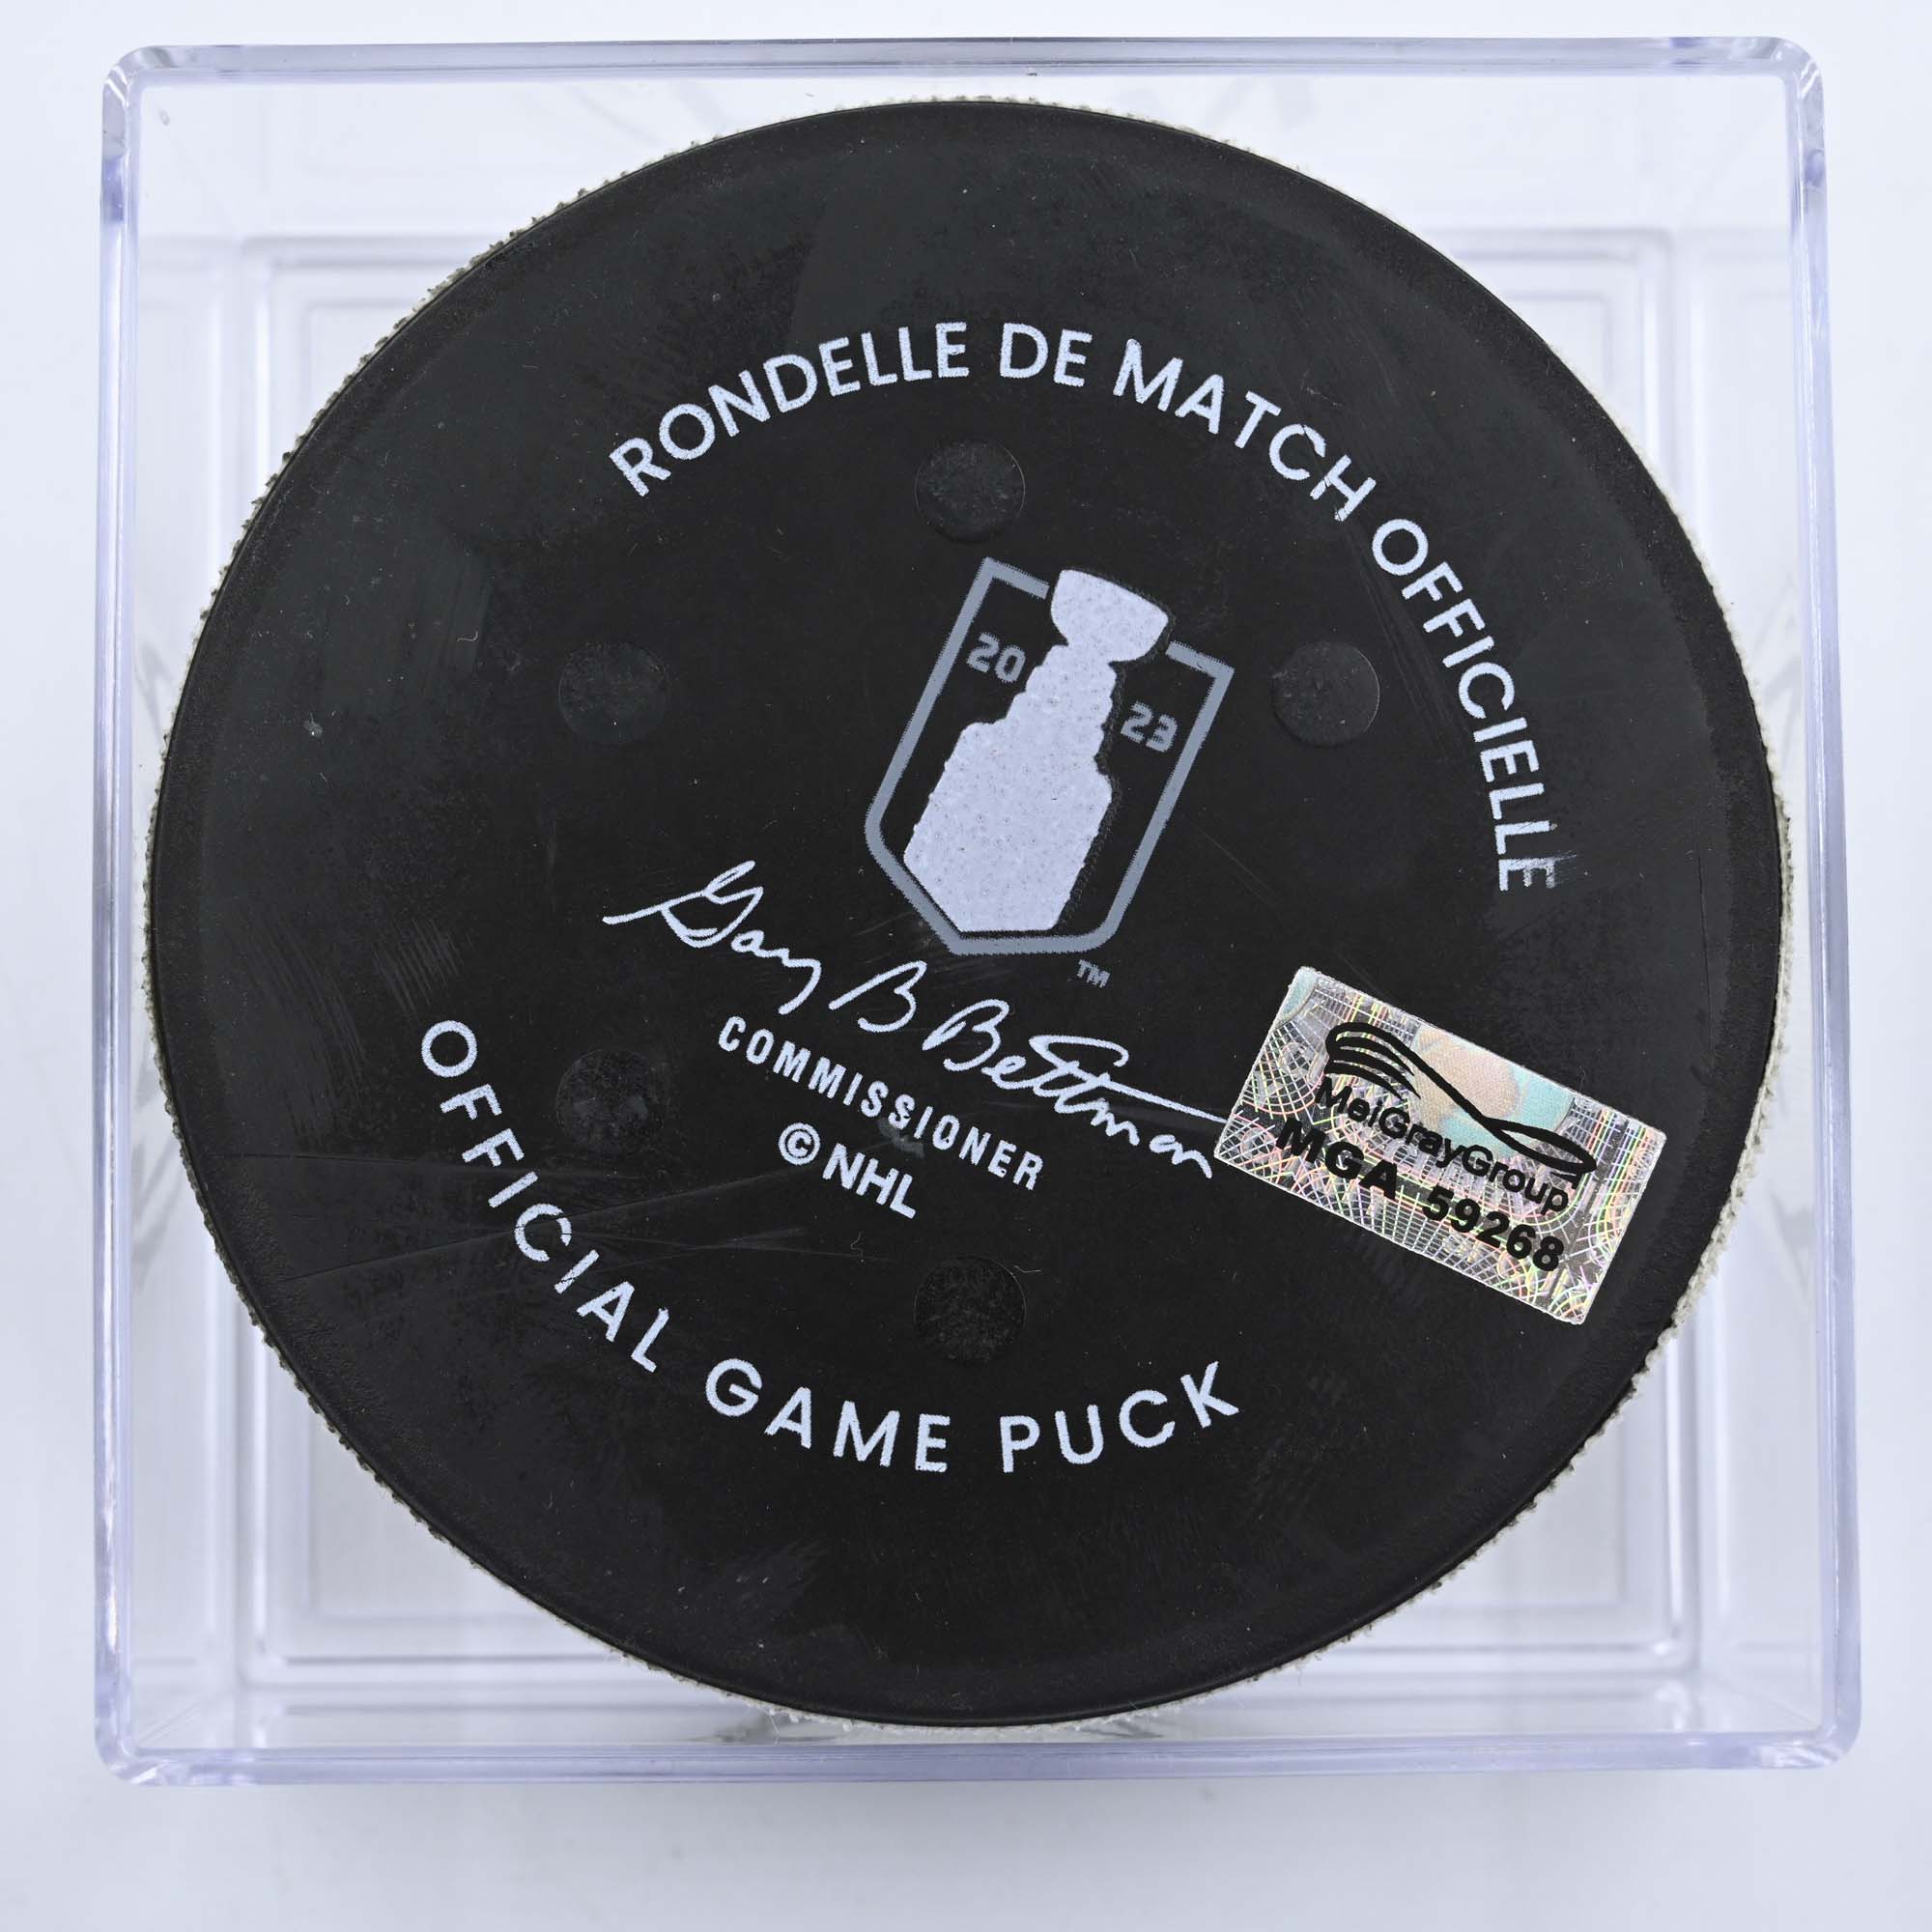 RONDELLE DE MATCH OFFICIELLE
20 23
TM
Gary B Bettman
COMMISSIONER
©NHL
MeiGrayGroup
MGA 59268
OFFICIAL GAME PUCK